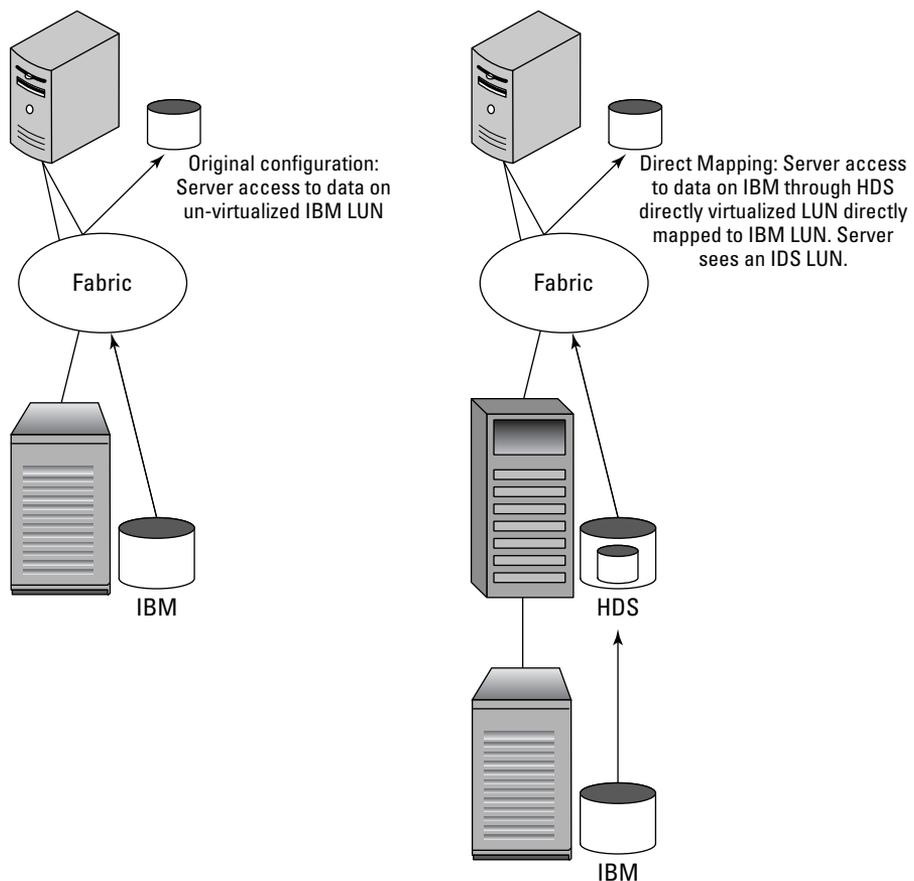 Original configuration:
Server access to data on
un-virtualized IBM LUN
Fabric
IBM
Direct Mapping: Server access
to data on IBM through HDS
directly virtualized LUN directly
mapped to IBM LUN. Server
sees an IDS LUN.
Fabric
HDS
IBM